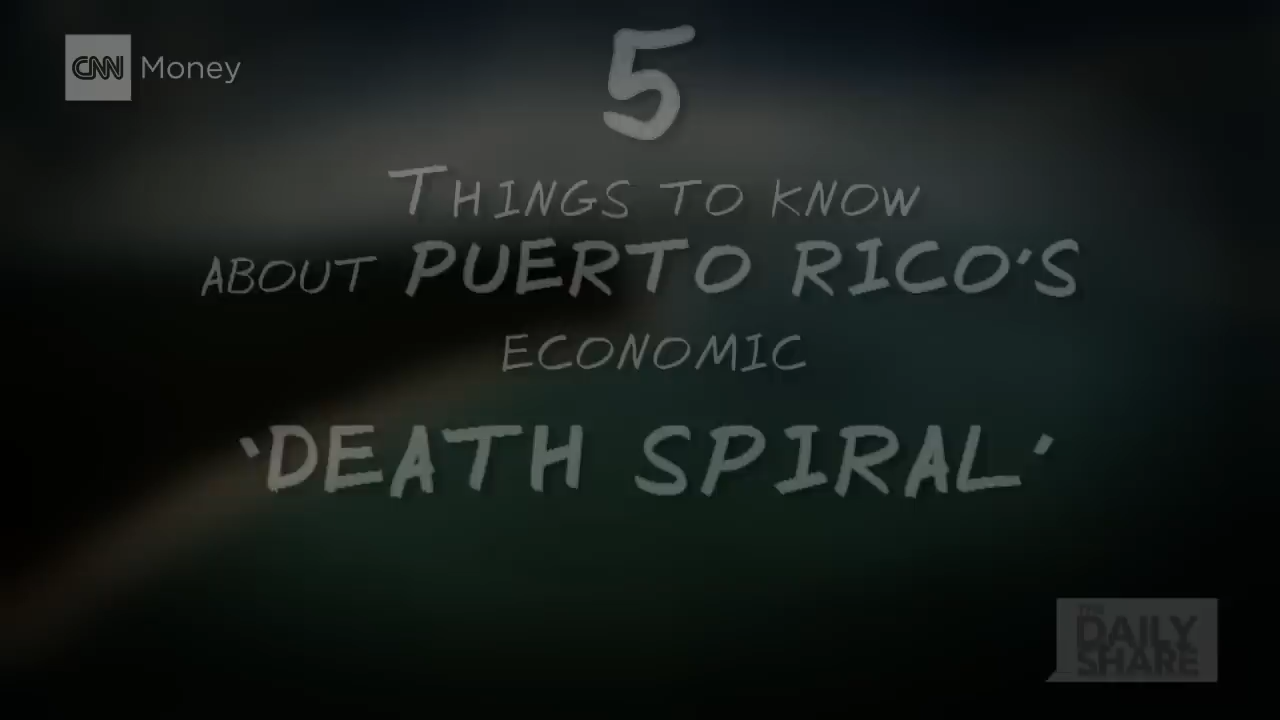 CNN Money
5
THINGS TO KNOW
ABOUT PUERTO RICO'S
ECONOMIC
'DEATH SPIRAL'
THE
DAILY
SHARE